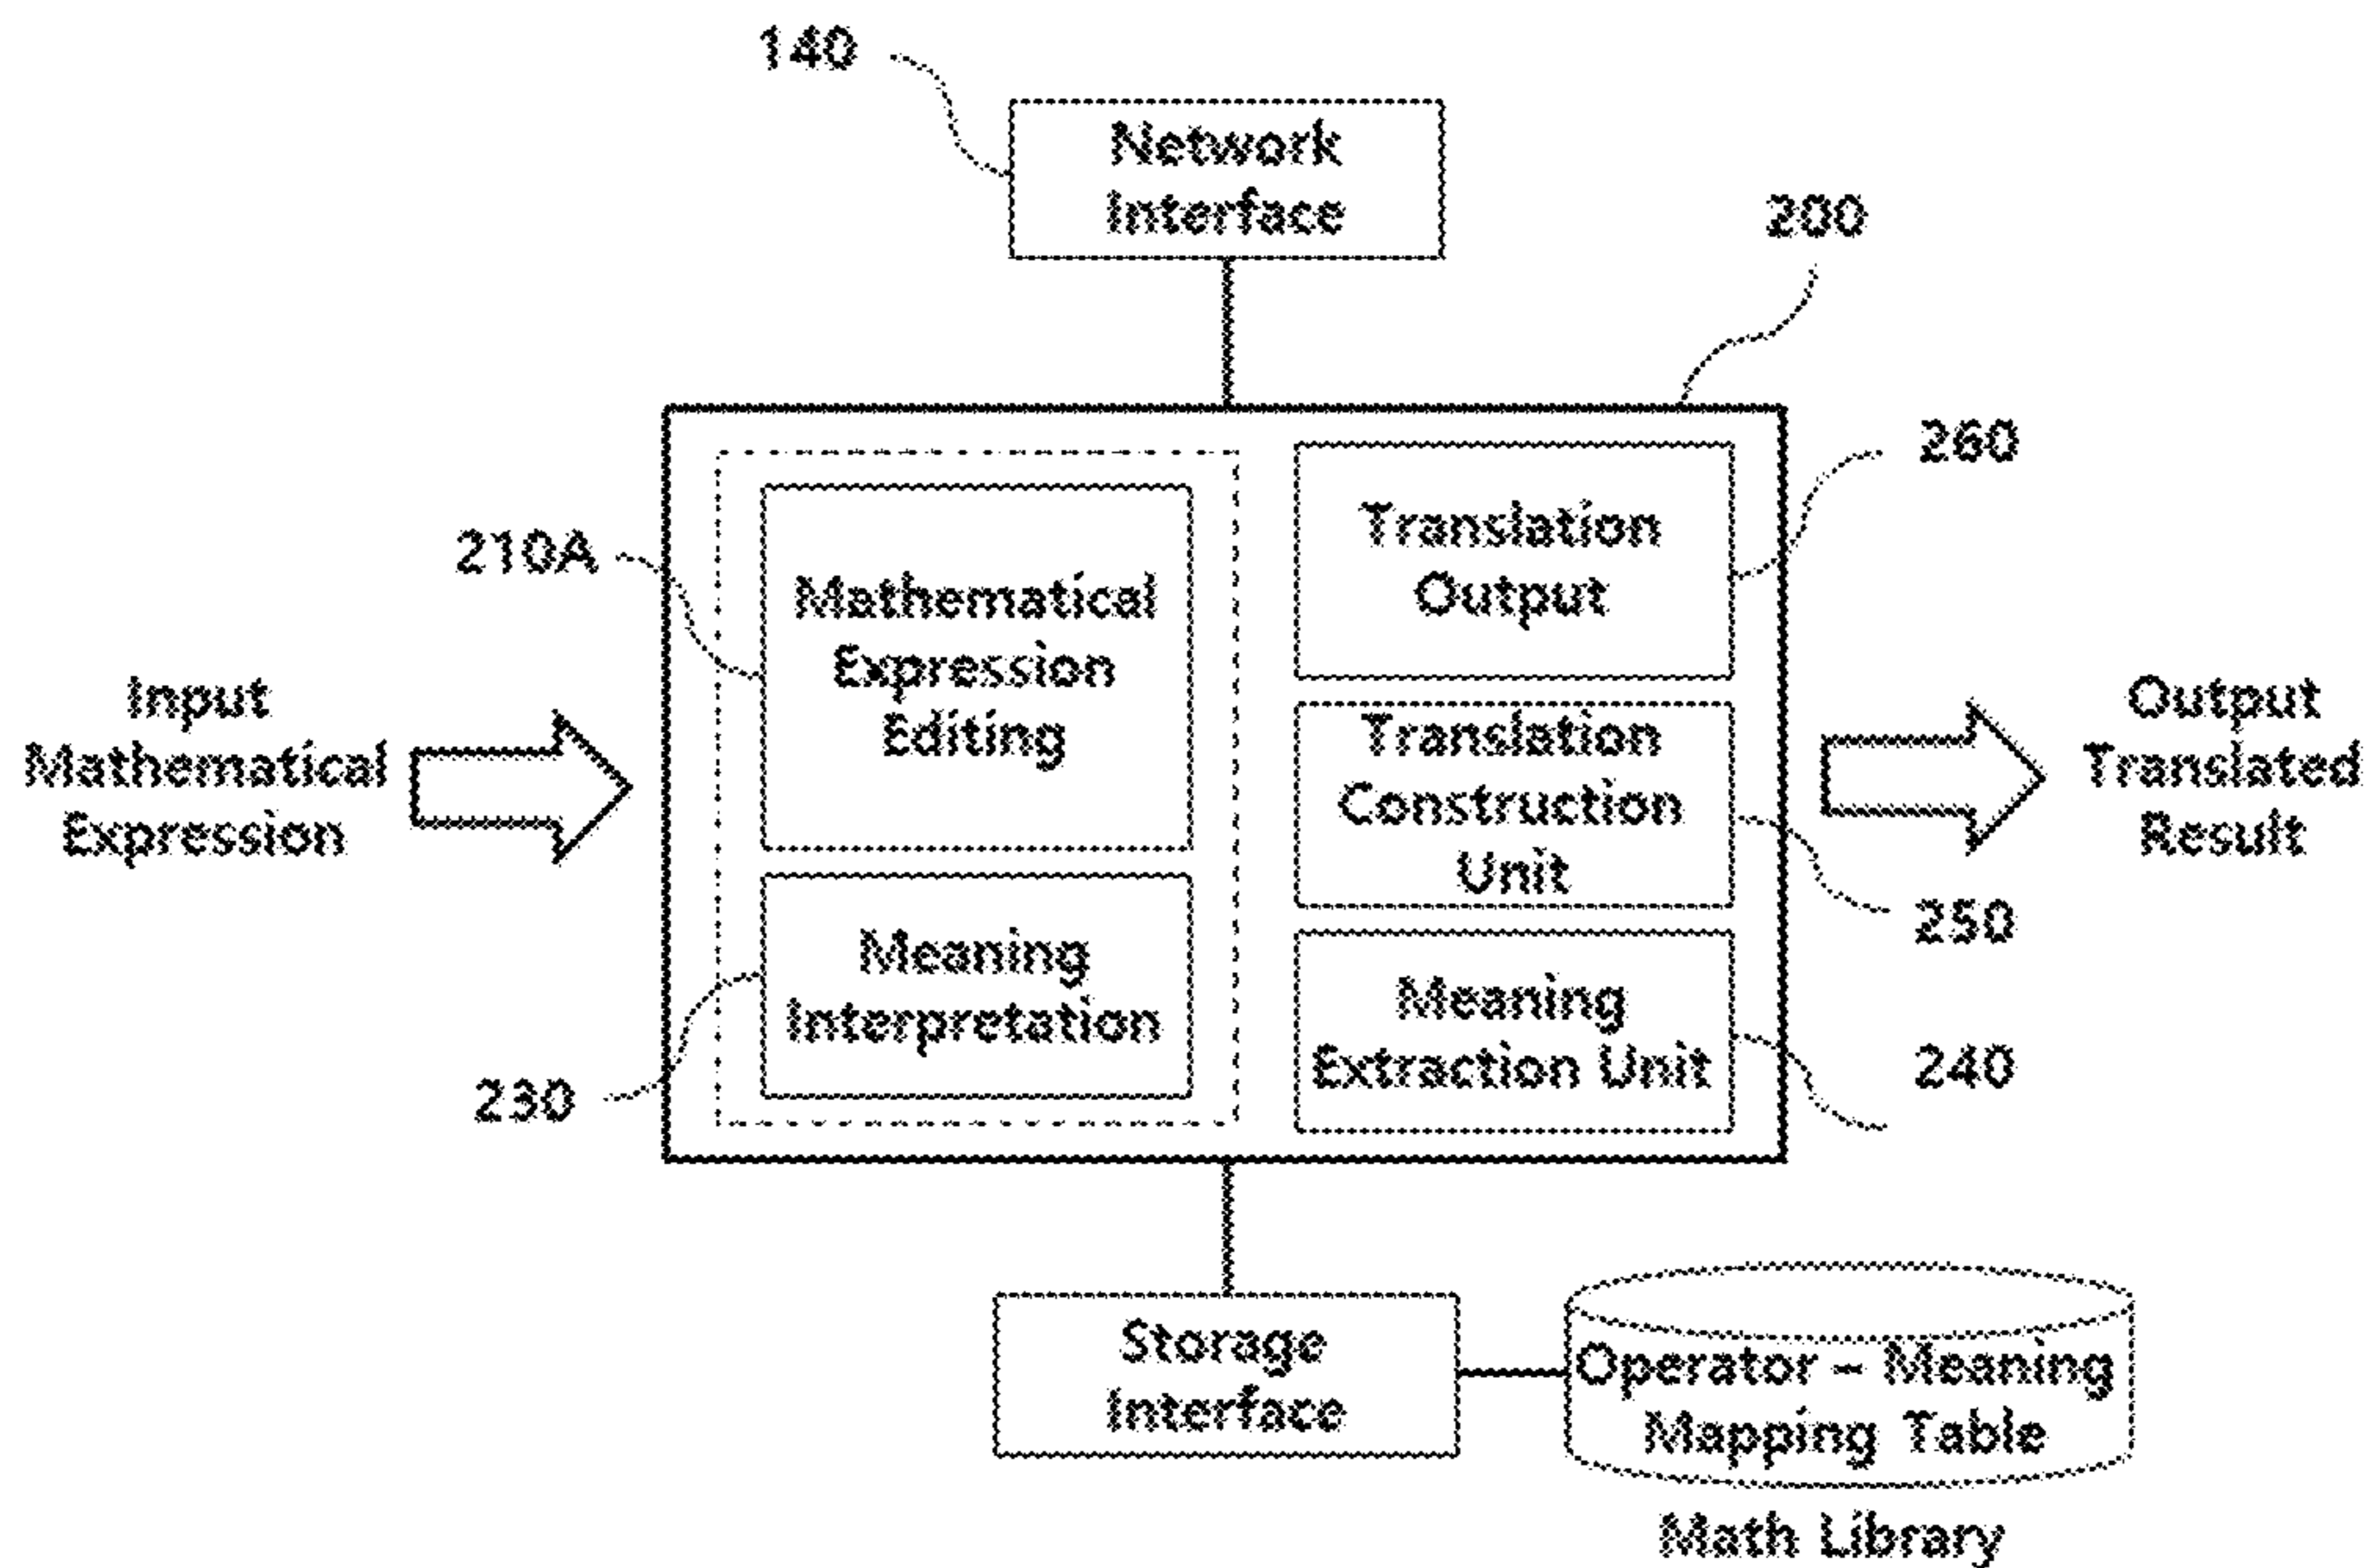 140
Network
Interface
200
260
210A
Mathematical
Expression
Editing
Translation
Output
Input
Mathematical
Expression
Translation
Construction
Unit
Output
Translated
Result
250
Meaning
Interpretation
230
Meaning
Extraction Unit
240
Storage
Interface
Operator - Meaning
Mapping Table
Math Library